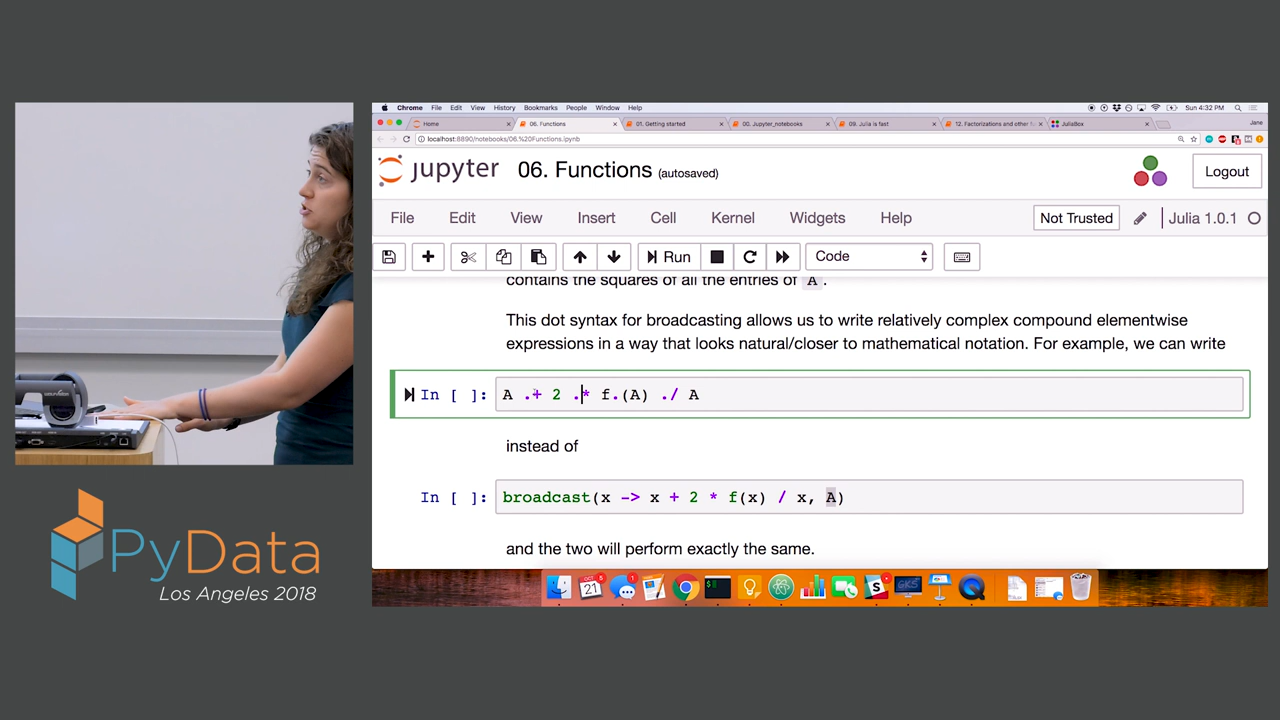 Chrome File Edit View History Bookmarks People Window Help Sun 4:32 PM
Home 06. Functions 01. Getting started 00. Jupyter_notebooks 09. Julia is fast 12. Factorizations and other f JuliaBox Jane
localhost:8890/notebooks/06.%20Functions.ipynb
jupyter 06. Functions (autosaved) Logout
File Edit View Insert Cell Kernel Widgets Help Not Trusted Julia 1.0.1
Run Code
contains the squares of all the entries of A .
This dot syntax for broadcasting allows us to write relatively complex compound elementwise
expressions in a way that looks natural/closer to mathematical notation. For example, we can write
In [ ]: A .+ 2 .* f.(A) ./ A
instead of
In [ ]: broadcast(x -> x + 2 * f(x) / x, A)
and the two will perform exactly the same.
PyData
Los Angeles 2018